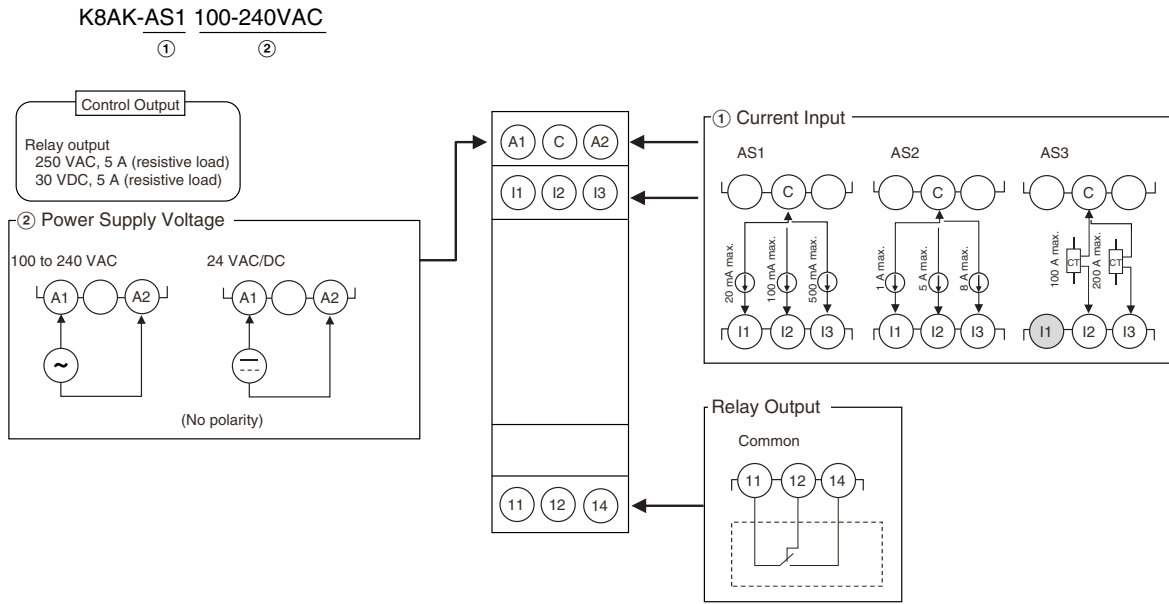 K8AK-AS1 100-240VAC
① ②
Control Output
Relay output
250 VAC, 5 A (resistive load)
30 VDC, 5 A (resistive load)
② Power Supply Voltage
100 to 240 VAC
24 VAC/DC
A1 A2
A1 A2
~
(No polarity)
A1 C A2
I1 I2 I3
11 12 14
① Current Input
AS1
AS2
AS3
C
C
C
20 mA max.
100 mA max.
500 mA max.
1 A max.
5 A max.
8 A max.
100 A max.
CT
200 A max.
CT
I1 I2 I3
I1 I2 I3
I1 I2 I3
Relay Output
Common
11 12 14